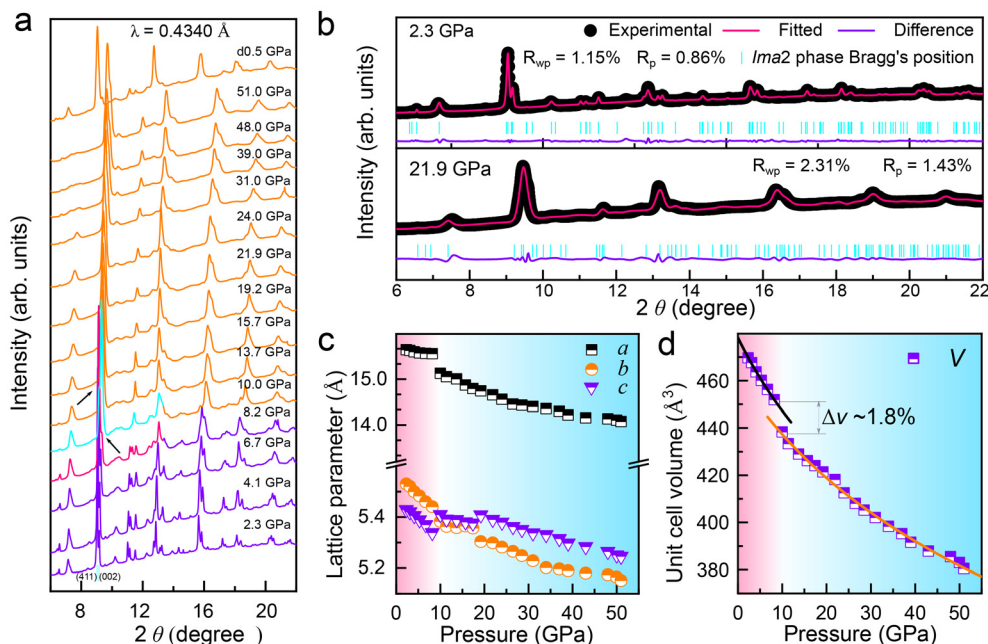 a
λ = 0.4340 Å
d0.5 GPa
51.0 GPa
48.0 GPa
39.0 GPa
31.0 GPa
24.0 GPa
21.9 GPa
19.2 GPa
15.7 GPa
13.7 GPa
10.0 GPa
8.2 GPa
6.7 GPa
4.1 GPa
2.3 GPa
(411) (002)
Intensity (arb. units)
8 12 16 20
2 θ (degree )
b
2.3 GPa
Experimental Fitted Difference
Rwp = 1.15% Rp = 0.86% Ima2 phase Bragg's position
21.9 GPa
Rwp = 2.31% Rp = 1.43%
Intensity (arb. units)
6 8 10 12 14 16 18 20 22
2 θ (degree)
c
a
b
c
15.0
14.0
5.4
5.2
Lattice parameter (Å)
0 10 20 30 40 50
Pressure (GPa)
d
V
Δv ~1.8%
460
440
420
400
380
Unit cell volume (Å3)
0 10 20 30 40 50
Pressure (GPa)